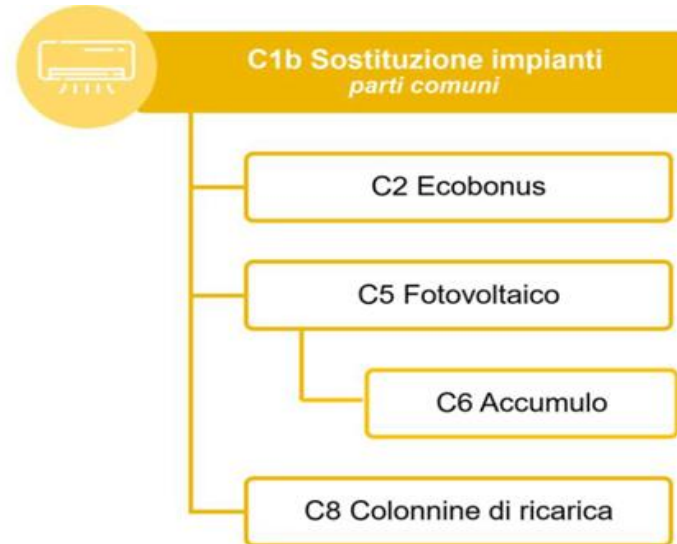 C1b Sostituzione impianti
parti comuni
C2 Ecobonus
C5 Fotovoltaico
C6 Accumulo
C8 Colonnine di ricarica